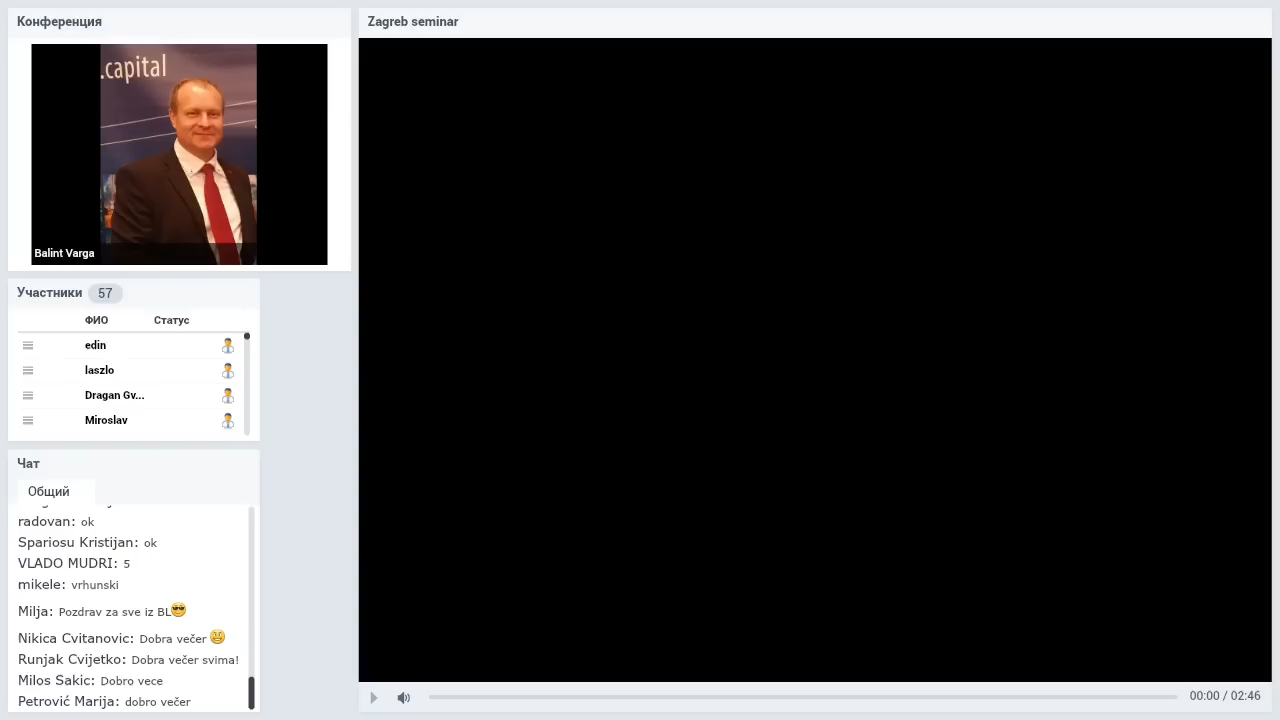 Конференция
.capital
Balint Varga
Zagreb seminar
Участники 57
ФИО Статус
edin
laszlo
Dragan Gv...
Miroslav
Чат
Общий
radovan: ok
Spariosu Kristijan: ok
VLADO MUDRI: 5
mikele: vrhunski
Milja: Pozdrav za sve iz BL
Nikica Cvitanovic: Dobra večer
Runjak Cvijetko: Dobra večer svima!
Milos Sakic: Dobro vece
Petrović Marija: dobro večer
00:00 / 02:46